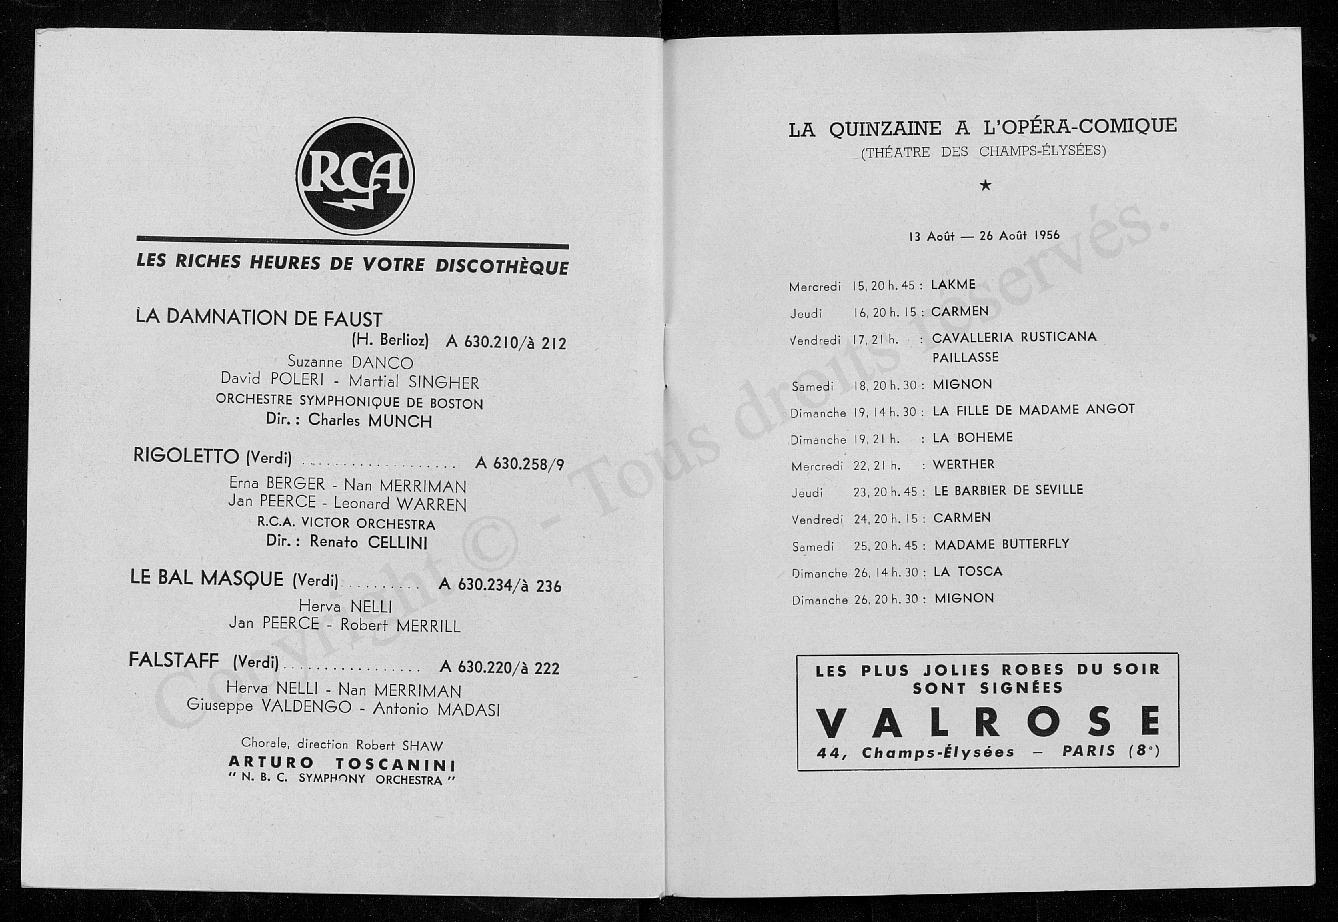 RCA
LES RICHES HEURES DE VOTRE DISCOTHÈQUE
LA DAMNATION DE FAUST
(H. Berlioz) A 630.210/à 212
Suzanne DANCO
David POLERI - Martial SINGHER
ORCHESTRE SYMPHONIQUE DE BOSTON
Dir. : Charles MUNCH
RIGOLETTO (Verdi) ................... A 630.258/9
Erna BERGER - Nan MERRIMAN
Jan PEERCE - Leonard WARREN
R.C.A. VICTOR ORCHESTRA
Dir. : Renato CELLINI
LE BAL MASQUE (Verdi) .......... A 630.234/à 236
Herva NELLI
Jan PEERCE - Robert MERRILL
FALSTAFF (Verdi) ................. A 630.220/à 222
Herva NELLI - Nan MERRIMAN
Giuseppe VALDENGO - Antonio MADASI
Chorale, direction Robert SHAW
ARTURO TOSCANINI
" N. B. C. SYMPHONY ORCHESTRA "
LA QUINZAINE A L'OPÉRA-COMIQUE
(THÉATRE DES CHAMPS-ÉLYSÉES)
★
13 Août — 26 Août 1956
Mercredi 15, 20 h. 45 : LAKME
Jeudi 16, 20 h. 15 : CARMEN
Vendredi 17, 21 h. : CAVALLERIA RUSTICANA
PAILLASSE
Samedi 18, 20 h. 30 : MIGNON
Dimanche 19, 14 h. 30 : LA FILLE DE MADAME ANGOT
Dimanche 19, 21 h. : LA BOHEME
Mercredi 22, 21 h. : WERTHER
Jeudi 23, 20 h. 45 : LE BARBIER DE SEVILLE
Vendredi 24, 20 h. 15 : CARMEN
Samedi 25, 20 h. 45 : MADAME BUTTERFLY
Dimanche 26, 14 h. 30 : LA TOSCA
Dimanche 26, 20 h. 30 : MIGNON
LES PLUS JOLIES ROBES DU SOIR
SONT SIGNÉES
VALROSE
44, Champs-Élysées — PARIS (8°)
Copyright © - Tous droits réservés.